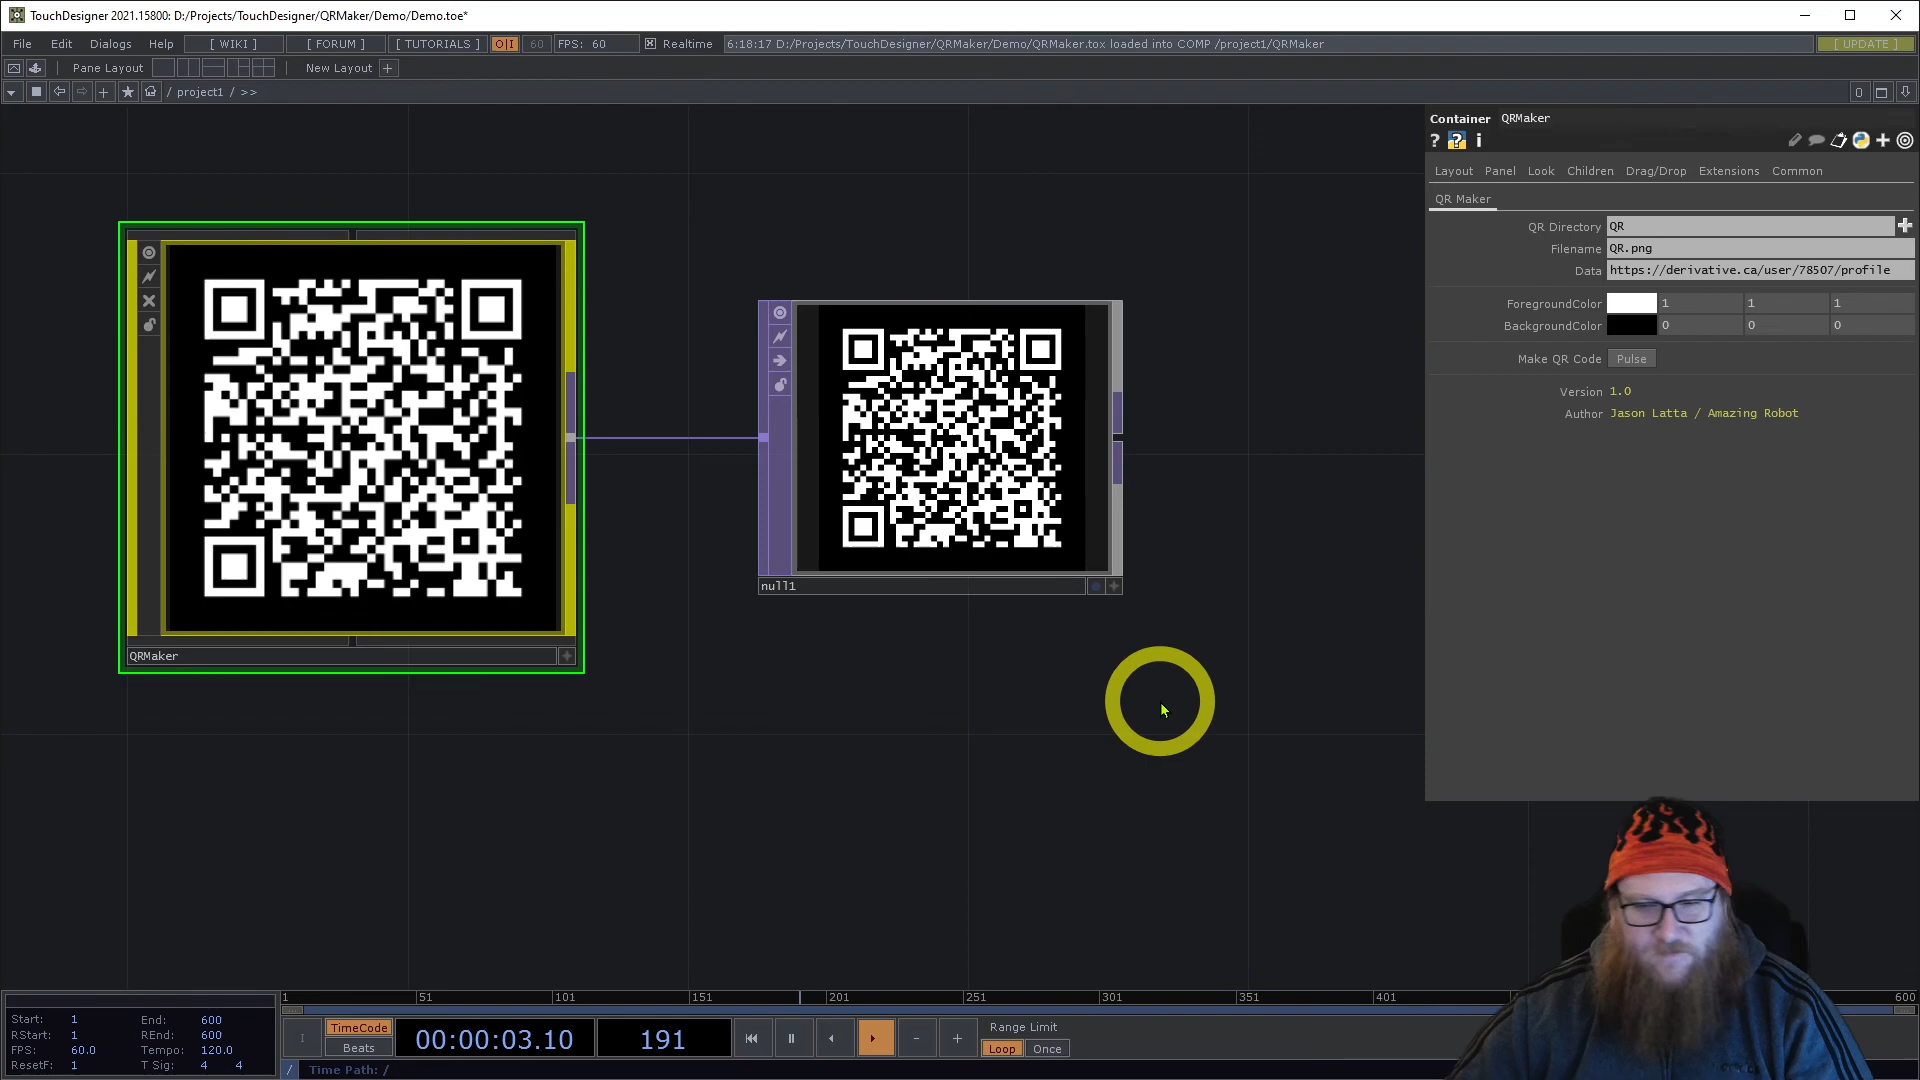 TouchDesigner 2021.15800: D:/Projects/TouchDesigner/QRMaker/Demo/Demo.toe*
File Edit Dialogs Help [ WIKI ] [ FORUM ] [ TUTORIALS ] O|I 60 FPS: 60 Realtime 6:18:17 D:/Projects/TouchDesigner/QRMaker/Demo/QRMaker.tox loaded into COMP /project1/QRMaker [ UPDATE ]
Pane Layout New Layout +
/ project1 / >> 0
Container QRMaker
? ? i
Layout Panel Look Children Drag/Drop Extensions Common
QR Maker
QR Directory QR
Filename QR.png
Data https://derivative.ca/user/78507/profile
ForegroundColor 1 1 1
BackgroundColor 0 0 0
Make QR Code Pulse
Version 1.0
Author Jason Latta / Amazing Robot
null1
QRMaker
1 51 101 151 201 251 301 351 401 600
Start: 1 End: 600
RStart: 1 REnd: 600
FPS: 60.0 Tempo: 120.0
ResetF: 1 T Sig: 4 4
TimeCode
Beats
00:00:03.10 191
Range Limit
Loop Once
/ Time Path: /